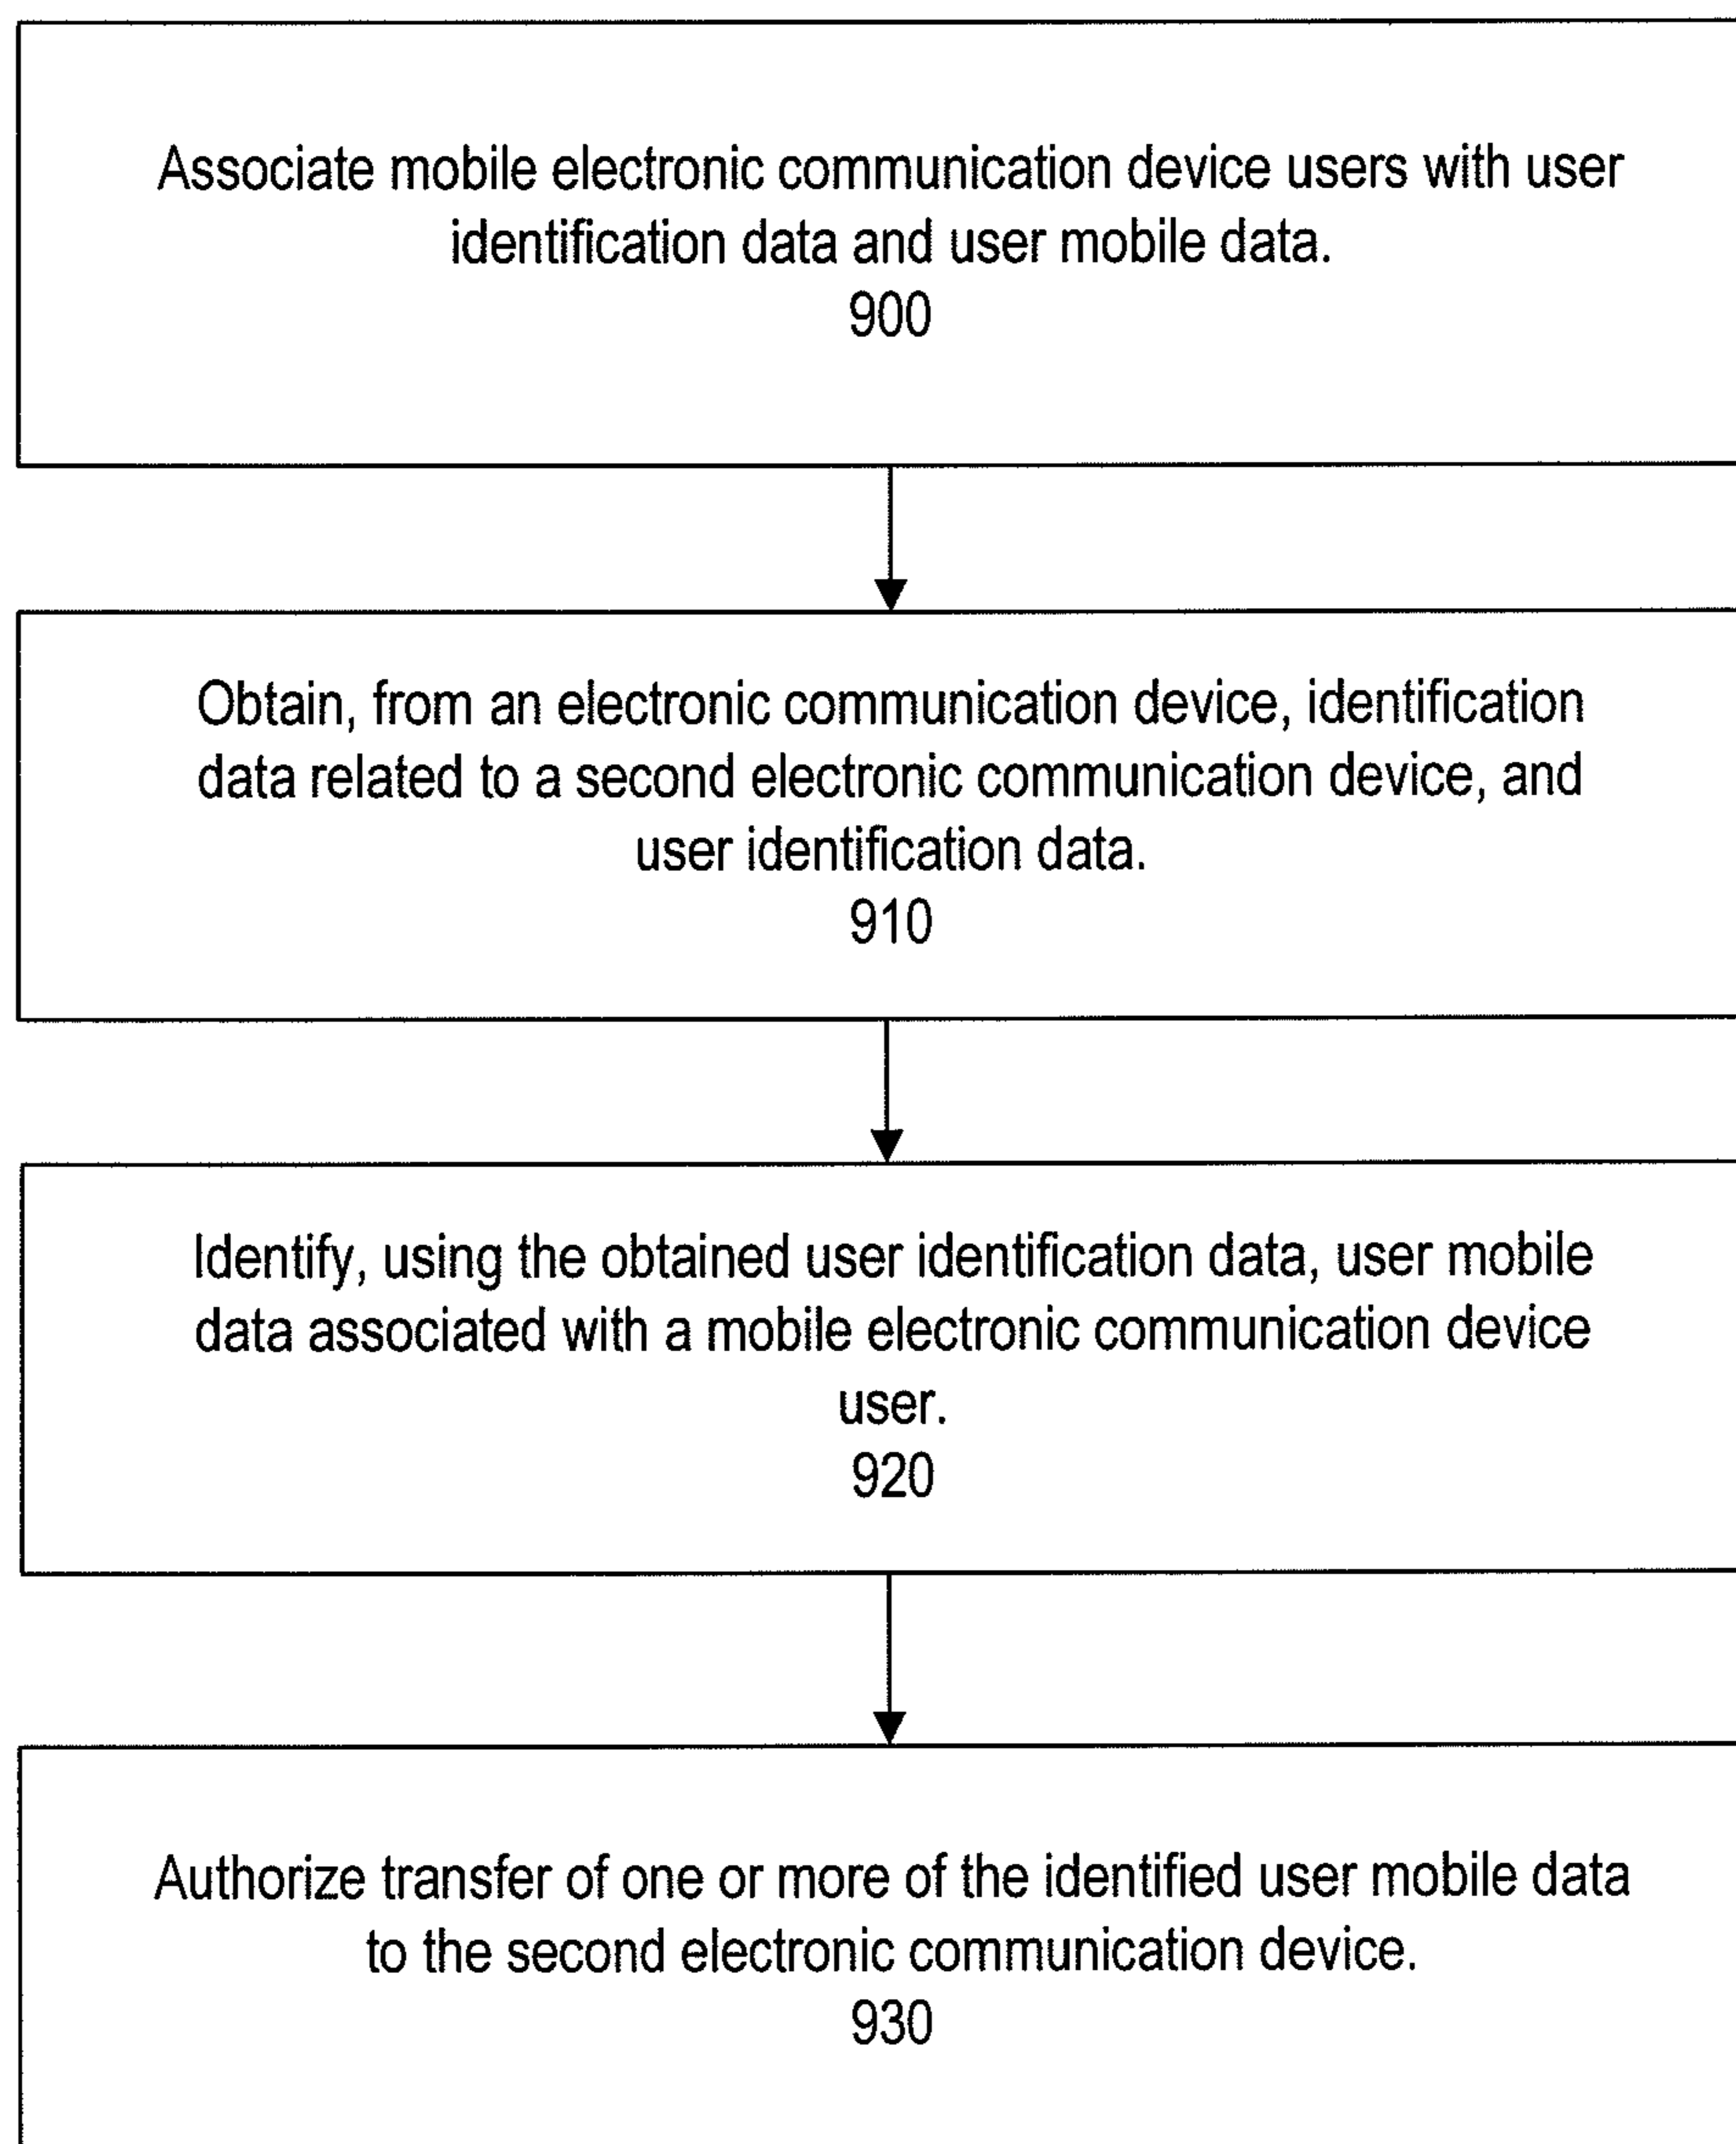 Associate mobile electronic communication device users with user
identification data and user mobile data.
900
Obtain, from an electronic communication device, identification
data related to a second electronic communication device, and
user identification data.
910
Identify, using the obtained user identification data, user mobile
data associated with a mobile electronic communication device
user.
920
Authorize transfer of one or more of the identified user mobile data
to the second electronic communication device.
930